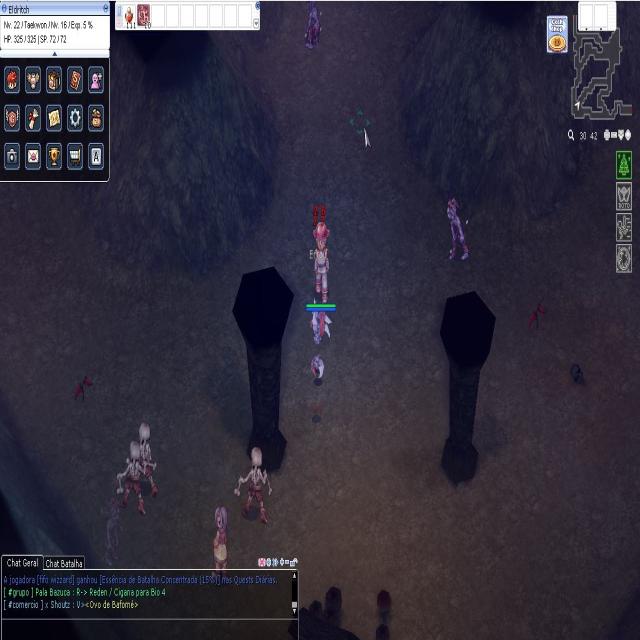 Eldritch
Nv. 22 / Taekwon / Nv. 16 / Exp. 5 %
HP. 325 / 325 | SP. 72 / 72
Cash Shop
30 42
Chat Geral
Chat Batalha
A jogadora [fifo wizzard] ganhou [Essência de Batalha Concentrada (15%)] nas Quests Diárias.
[ #grupo ] Pala Bazuca : R-> Reden / Cigana para Bio 4
[ #comercio ] x Shoutz : V><Ovo de Bafomé>